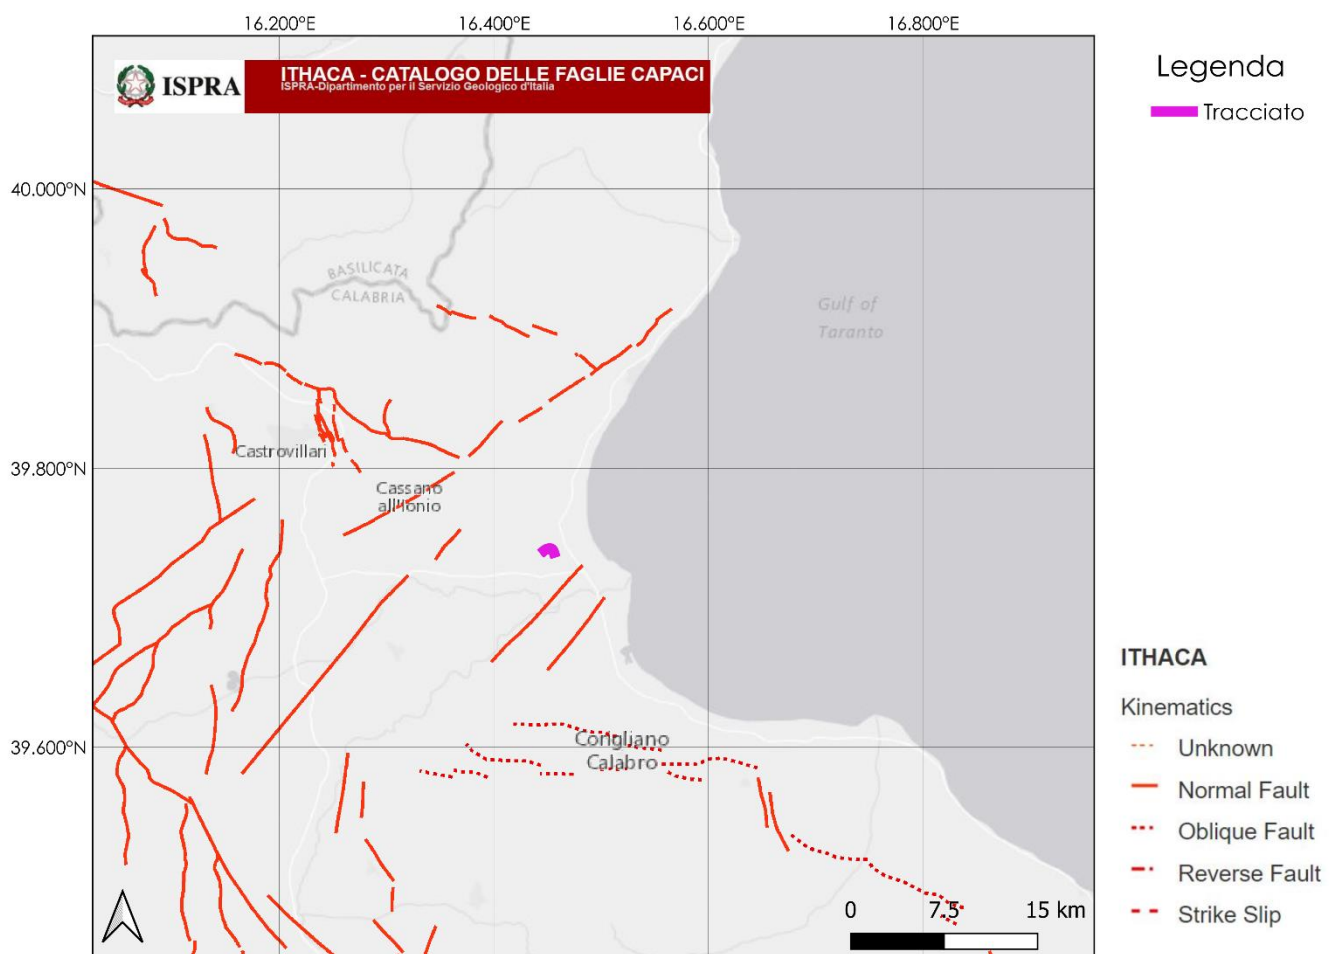 16.200°E 16.400°E 16.600°E 16.800°E
ISPRA
ITHACA - CATALOGO DELLE FAGLIE CAPACI
ISPRA-Dipartimento per il Servizio Geologico d'Italia
Legenda
Tracciato
40.000°N
BASILICATA
CALABRIA
Gulf of
Taranto
Castrovillari
39.800°N
Cassano
all'Ionio
39.600°N
Corigliano
Calabro
ITHACA
Kinematics
Unknown
Normal Fault
Oblique Fault
Reverse Fault
Strike Slip
0 7.5 15 km